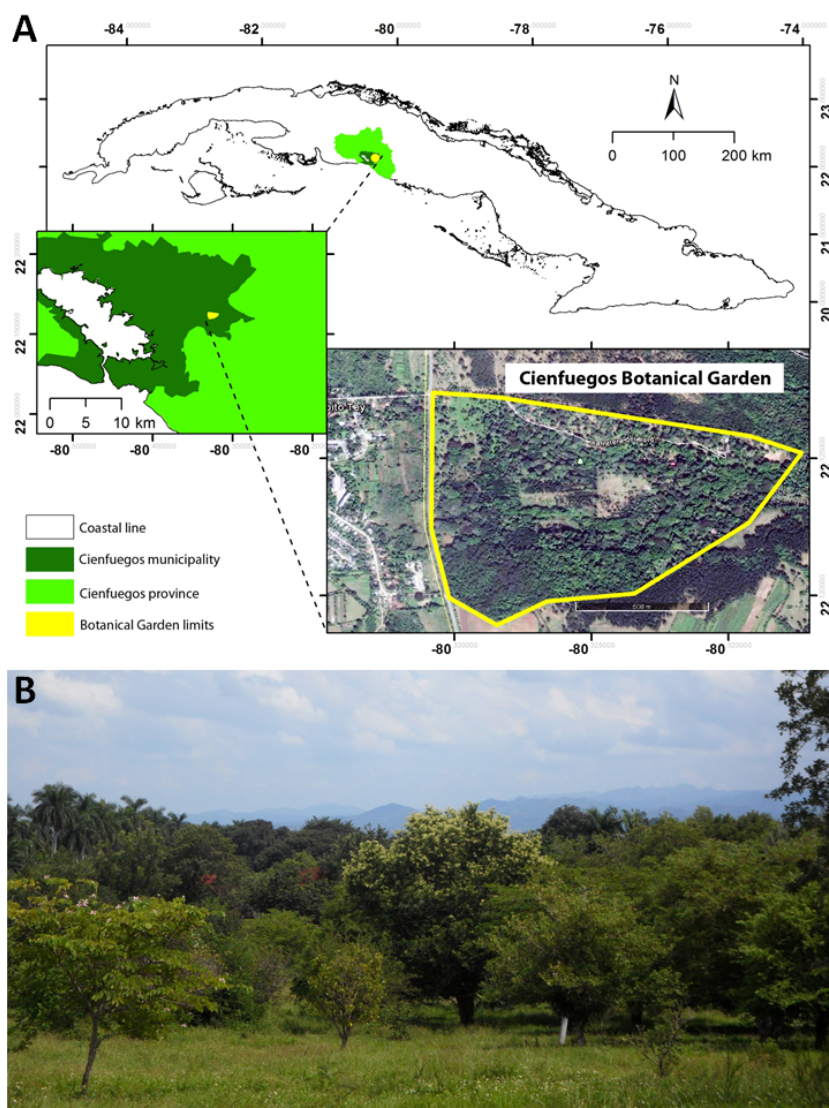 A
-84 -82 -80 -78 -76 -74
N
0 100 200 km
23
22
21
20
22
22
22
0 5 10 km
-80 -80 -80 -80 -80
Cienfuegos Botanical Garden
22
22
-80 -80 -80
Coastal line
Cienfuegos municipality
Cienfuegos province
Botanical Garden limits
B